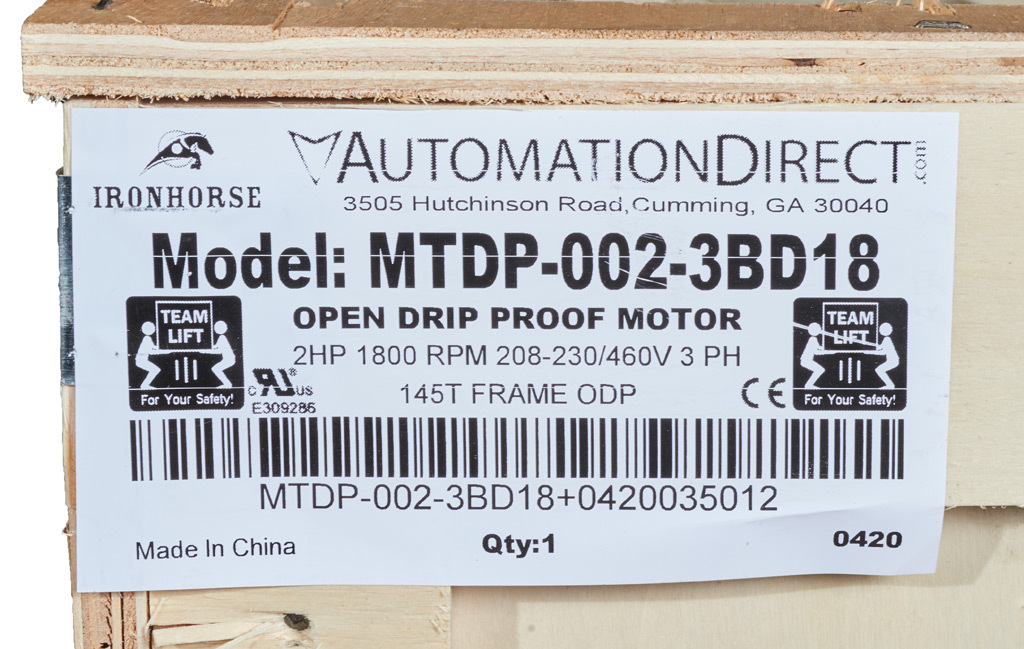 IRONHORSE
AUTOMATIONDIRECT.com
3505 Hutchinson Road,Cumming, GA 30040
Model: MTDP-002-3BD18
TEAM
LIFT
For Your Safety!
OPEN DRIP PROOF MOTOR
2HP 1800 RPM 208-230/460V 3 PH
145T FRAME ODP
c RU ® US
E309286
CE
TEAM
LIFT
For Your Safety!
MTDP-002-3BD18+0420035012
Made In China
Qty:1
0420